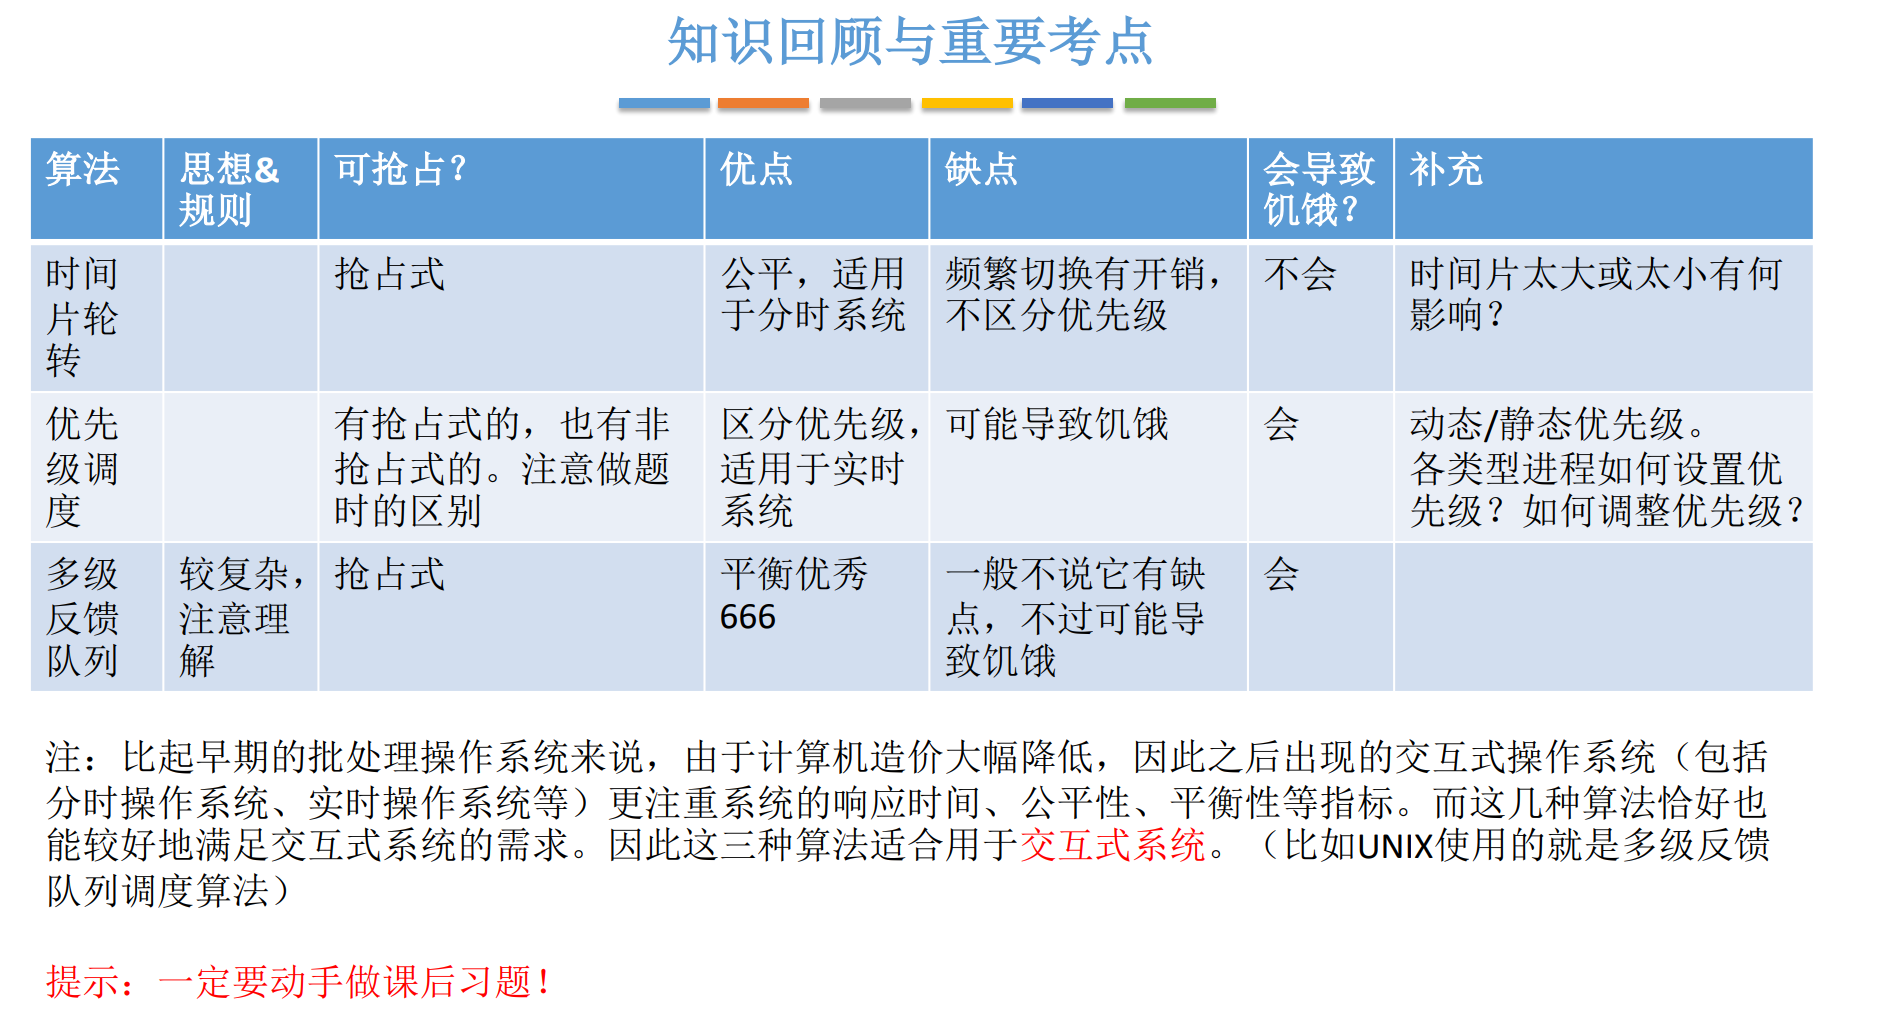 知识回顾与重要考点
算法
思想&
规则
可抢占？
优点
缺点
会导致
饥饿？
补充
时间
片轮
转
抢占式
公平，适用
于分时系统
频繁切换有开销，
不区分优先级
不会
时间片太大或太小有何
影响？
优先
级调
度
有抢占式的，也有非
抢占式的。注意做题
时的区别
区分优先级，
适用于实时
系统
可能导致饥饿
会
动态/静态优先级。
各类型进程如何设置优
先级？如何调整优先级？
多级
反馈
队列
较复杂，
注意理
解
抢占式
平衡优秀
666
一般不说它有缺
点，不过可能导
致饥饿
会
注：比起早期的批处理操作系统来说，由于计算机造价大幅降低，因此之后出现的交互式操作系统（包括
分时操作系统、实时操作系统等）更注重系统的响应时间、公平性、平衡性等指标。而这几种算法恰好也
能较好地满足交互式系统的需求。因此这三种算法适合用于交互式系统。（比如UNIX使用的就是多级反馈
队列调度算法）
提示：一定要动手做课后习题！